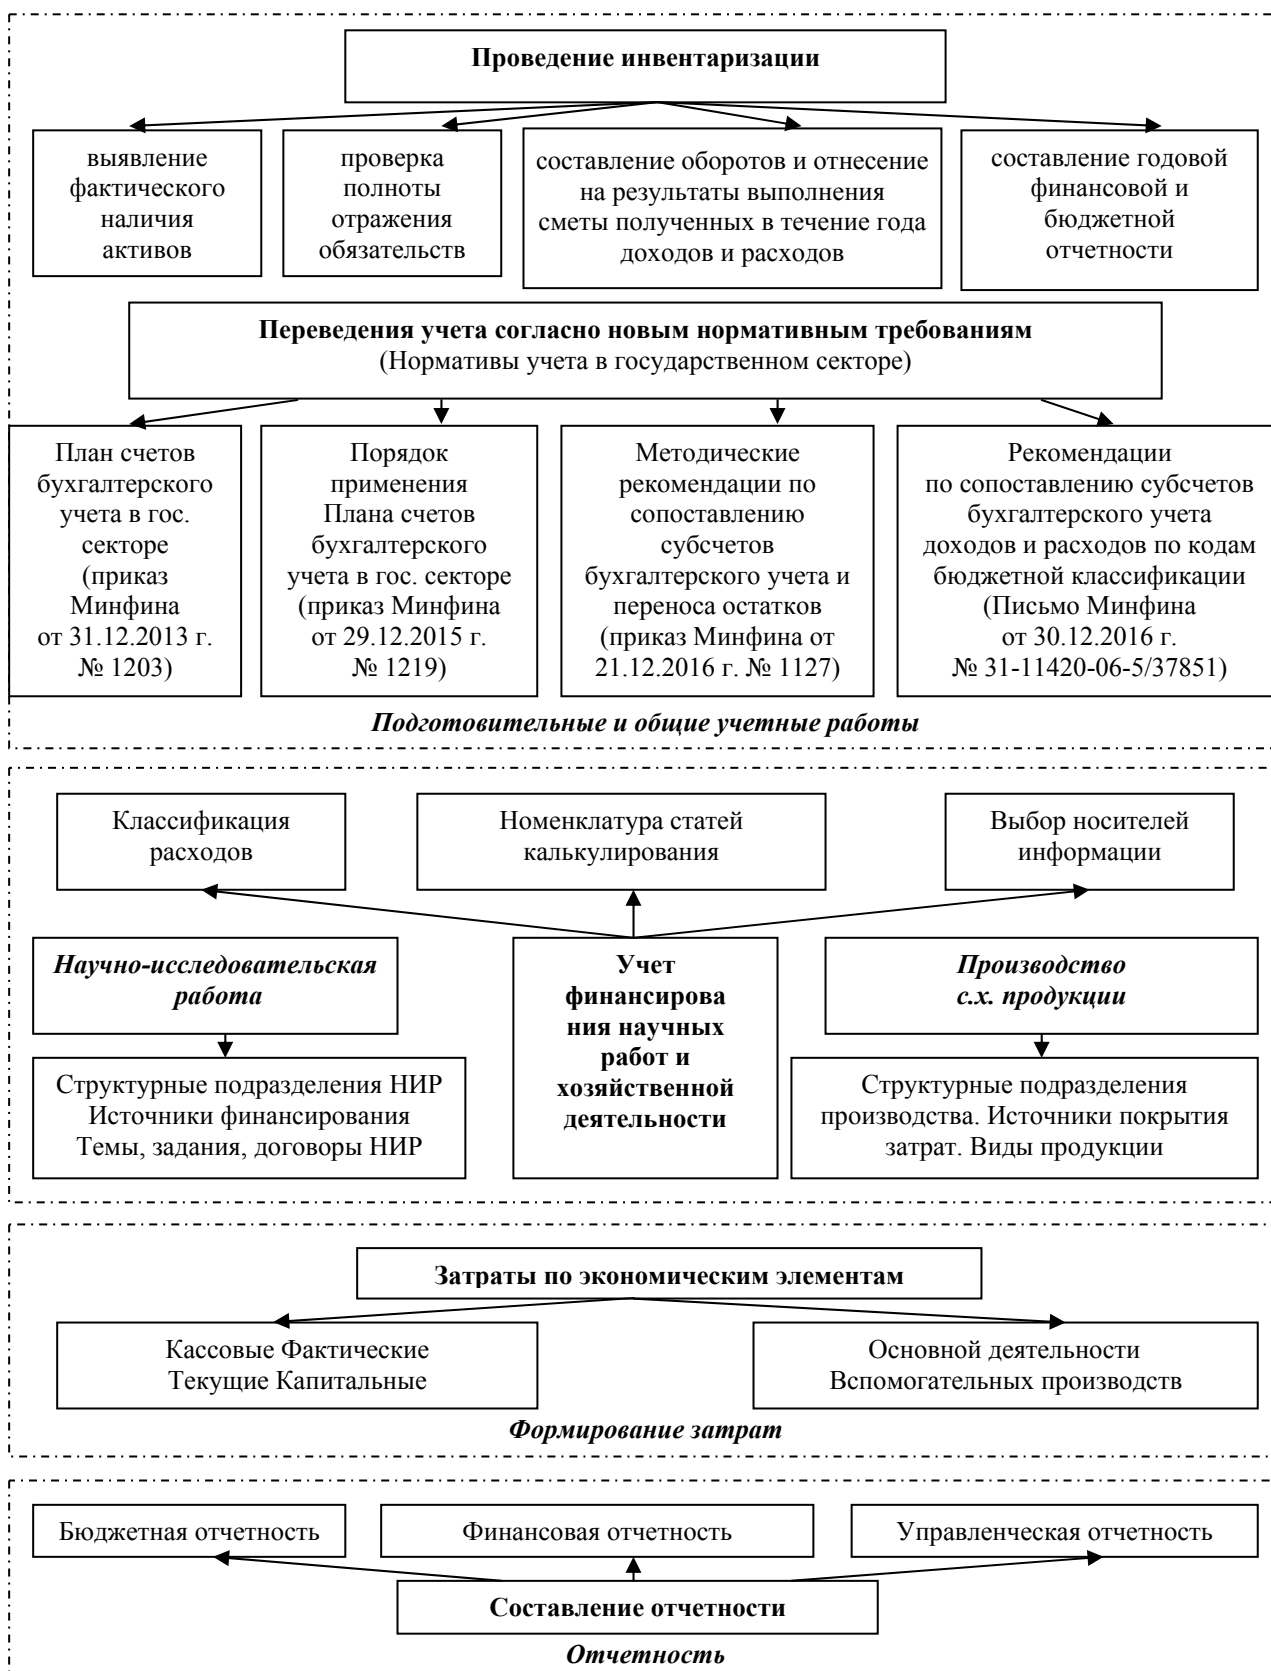 Проведение инвентаризации
выявление
фактического
наличия
активов
проверка
полноты
отражения
обязательств
составление оборотов и отнесение
на результаты выполнения
сметы полученных в течение года
доходов и расходов
составление годовой
финансовой и
бюджетной
отчетности
Переведения учета согласно новым нормативным требованиям
(Нормативы учета в государственном секторе)
План счетов
бухгалтерского
учета в гос.
секторе
(приказ
Минфина
от 31.12.2013 г.
№ 1203)
Порядок
применения
Плана счетов
бухгалтерского
учета в гос. секторе
(приказ Минфина
от 29.12.2015 г.
№ 1219)
Методические
рекомендации по
сопоставлению
субсчетов
бухгалтерского учета и
переноса остатков
(приказ Минфина от
21.12.2016 г. № 1127)
Рекомендации
по сопоставлению субсчетов
бухгалтерского учета
доходов и расходов по кодам
бюджетной классификации
(Письмо Минфина
от 30.12.2016 г.
№ 31-11420-06-5/37851)
Подготовительные и общие учетные работы
Классификация
расходов
Номенклатура статей
калькулирования
Выбор носителей
информации
Научно-исследовательская
работа
Учет
финансирова
ния научных
работ и
хозяйственной
деятельности
Производство
с.х. продукции
Структурные подразделения НИР
Источники финансирования
Темы, задания, договоры НИР
Структурные подразделения
производства. Источники покрытия
затрат. Виды продукции
Затраты по экономическим элементам
Кассовые Фактические
Текущие Капитальные
Основной деятельности
Вспомогательных производств
Формирование затрат
Бюджетная отчетность
Финансовая отчетность
Управленческая отчетность
Составление отчетности
Отчетность